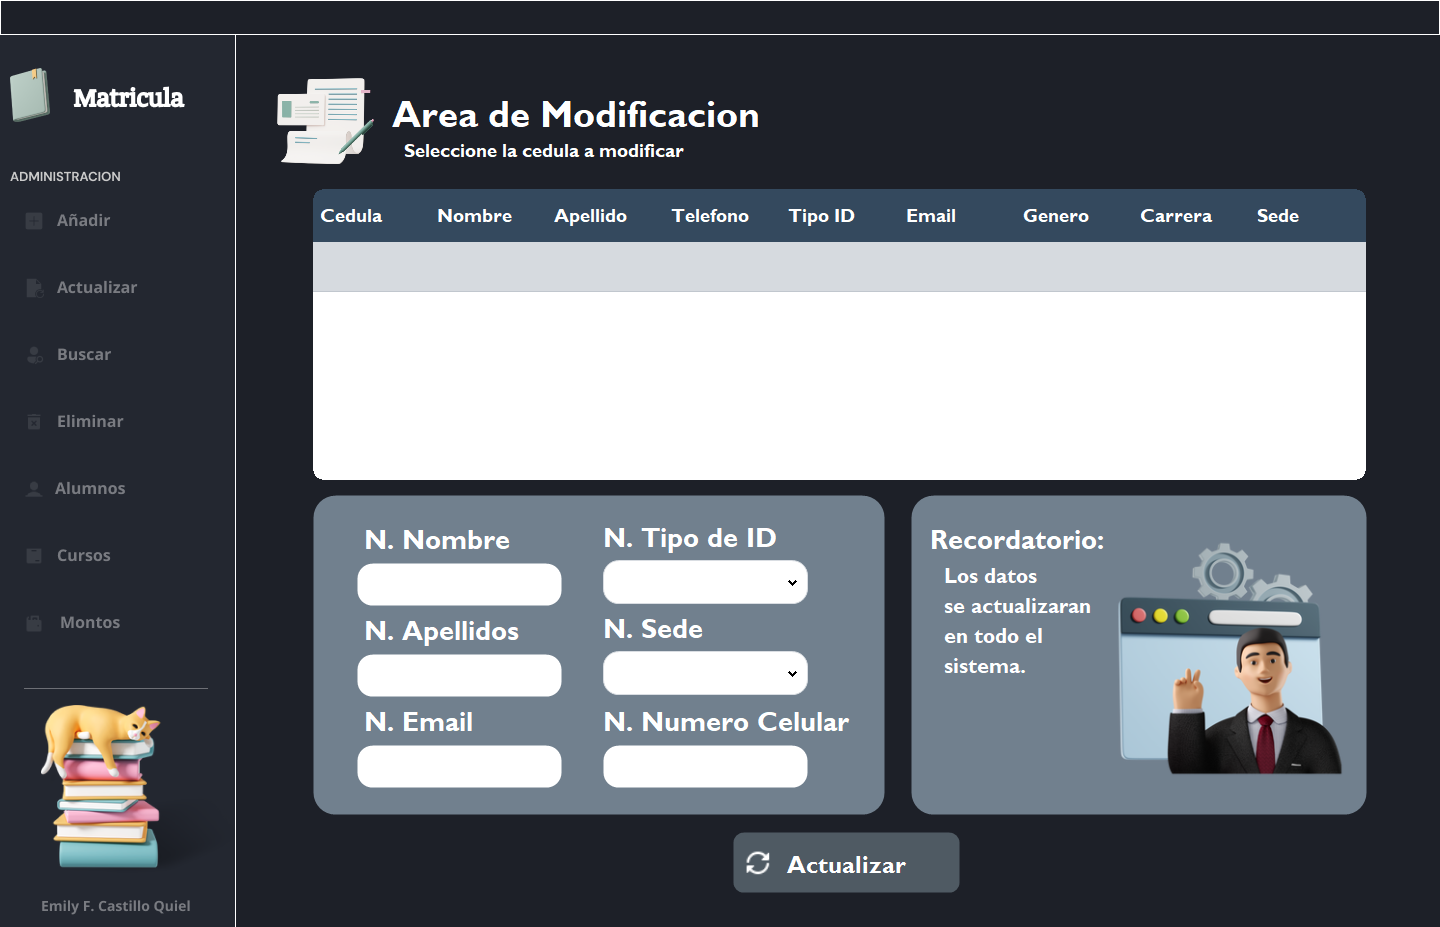 Matricula
ADMINISTRACION
Añadir
Actualizar
Buscar
Eliminar
Alumnos
Cursos
Montos
Emily F. Castillo Quiel
Area de Modificacion
Seleccione la cedula a modificar
Cedula Nombre Apellido Telefono Tipo ID Email Genero Carrera Sede
N. Nombre
N. Tipo de ID
N. Apellidos
N. Sede
N. Email
N. Numero Celular
Recordatorio:
Los datos
se actualizaran
en todo el
sistema.
Actualizar